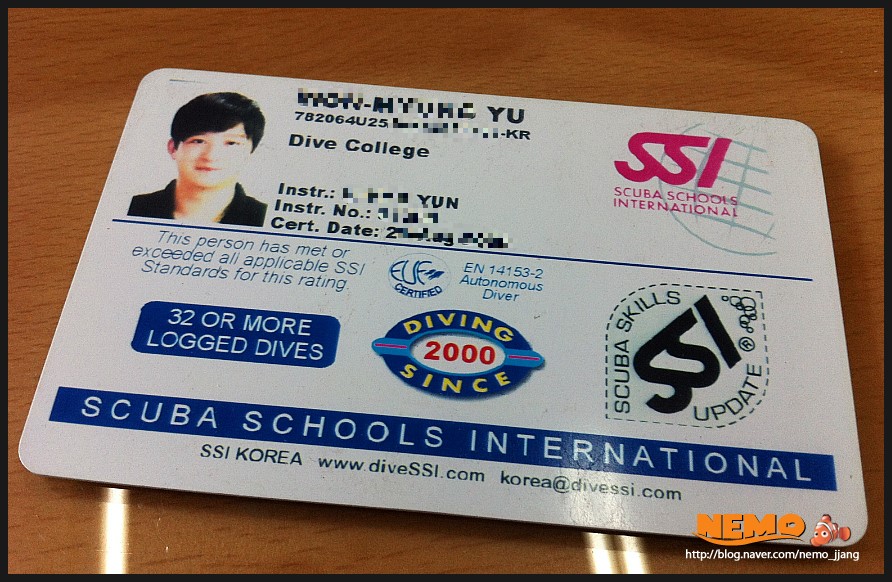 YU
-KR
Dive College
Instr.: YUN
Instr. No.:
Cert. Date:
SSI
SCUBA SCHOOLS
INTERNATIONAL
This person has met or
exceeded all applicable SSI
Standards for this rating.
EUF
CERTIFIED
EN 14153-2
Autonomous
Diver
32 OR MORE
LOGGED DIVES
DIVING
2000
SINCE
SCUBA SKILLS
SSI
UPDATE ®
SCUBA SCHOOLS INTERNATIONAL
SSI KOREA www.diveSSI.com korea@divessi.com
NEMO
http://blog.naver.com/nemo_jjang